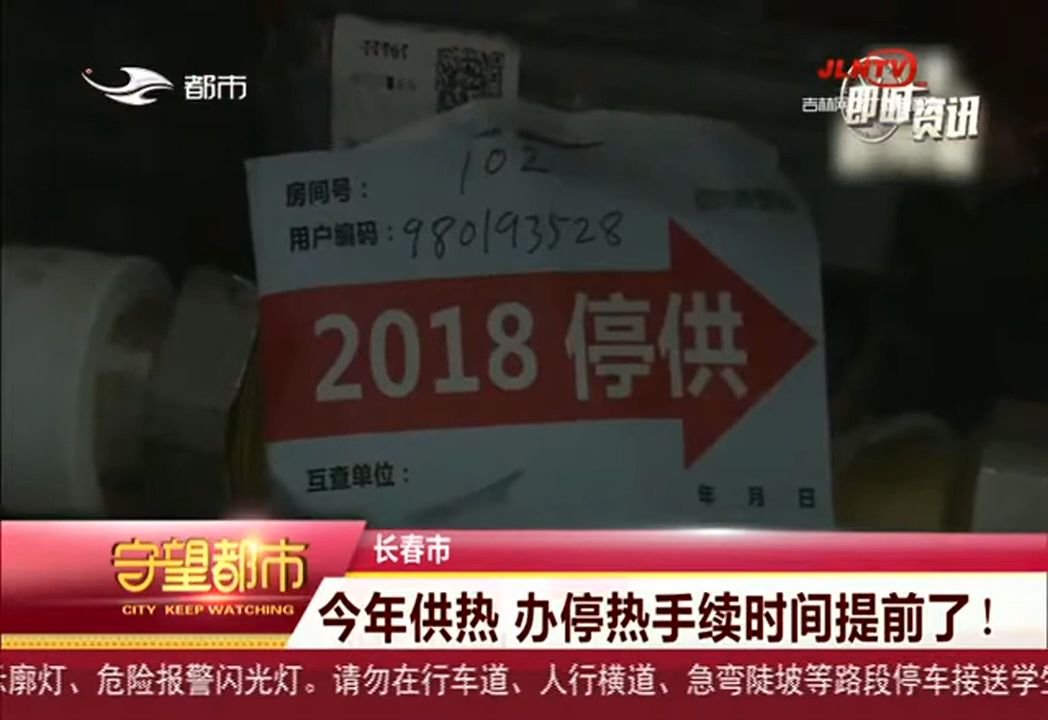 都市
JLNTV
即时资讯
房间号：102
用户编码：980193528
2018 停供
互查单位：
年 月 日
守望都市
CITY KEEP WATCHING
长春市
今年供热 办停热手续时间提前了！
廓灯、危险报警闪光灯。请勿在行车道、人行横道、急弯陡坡等路段停车接送学生